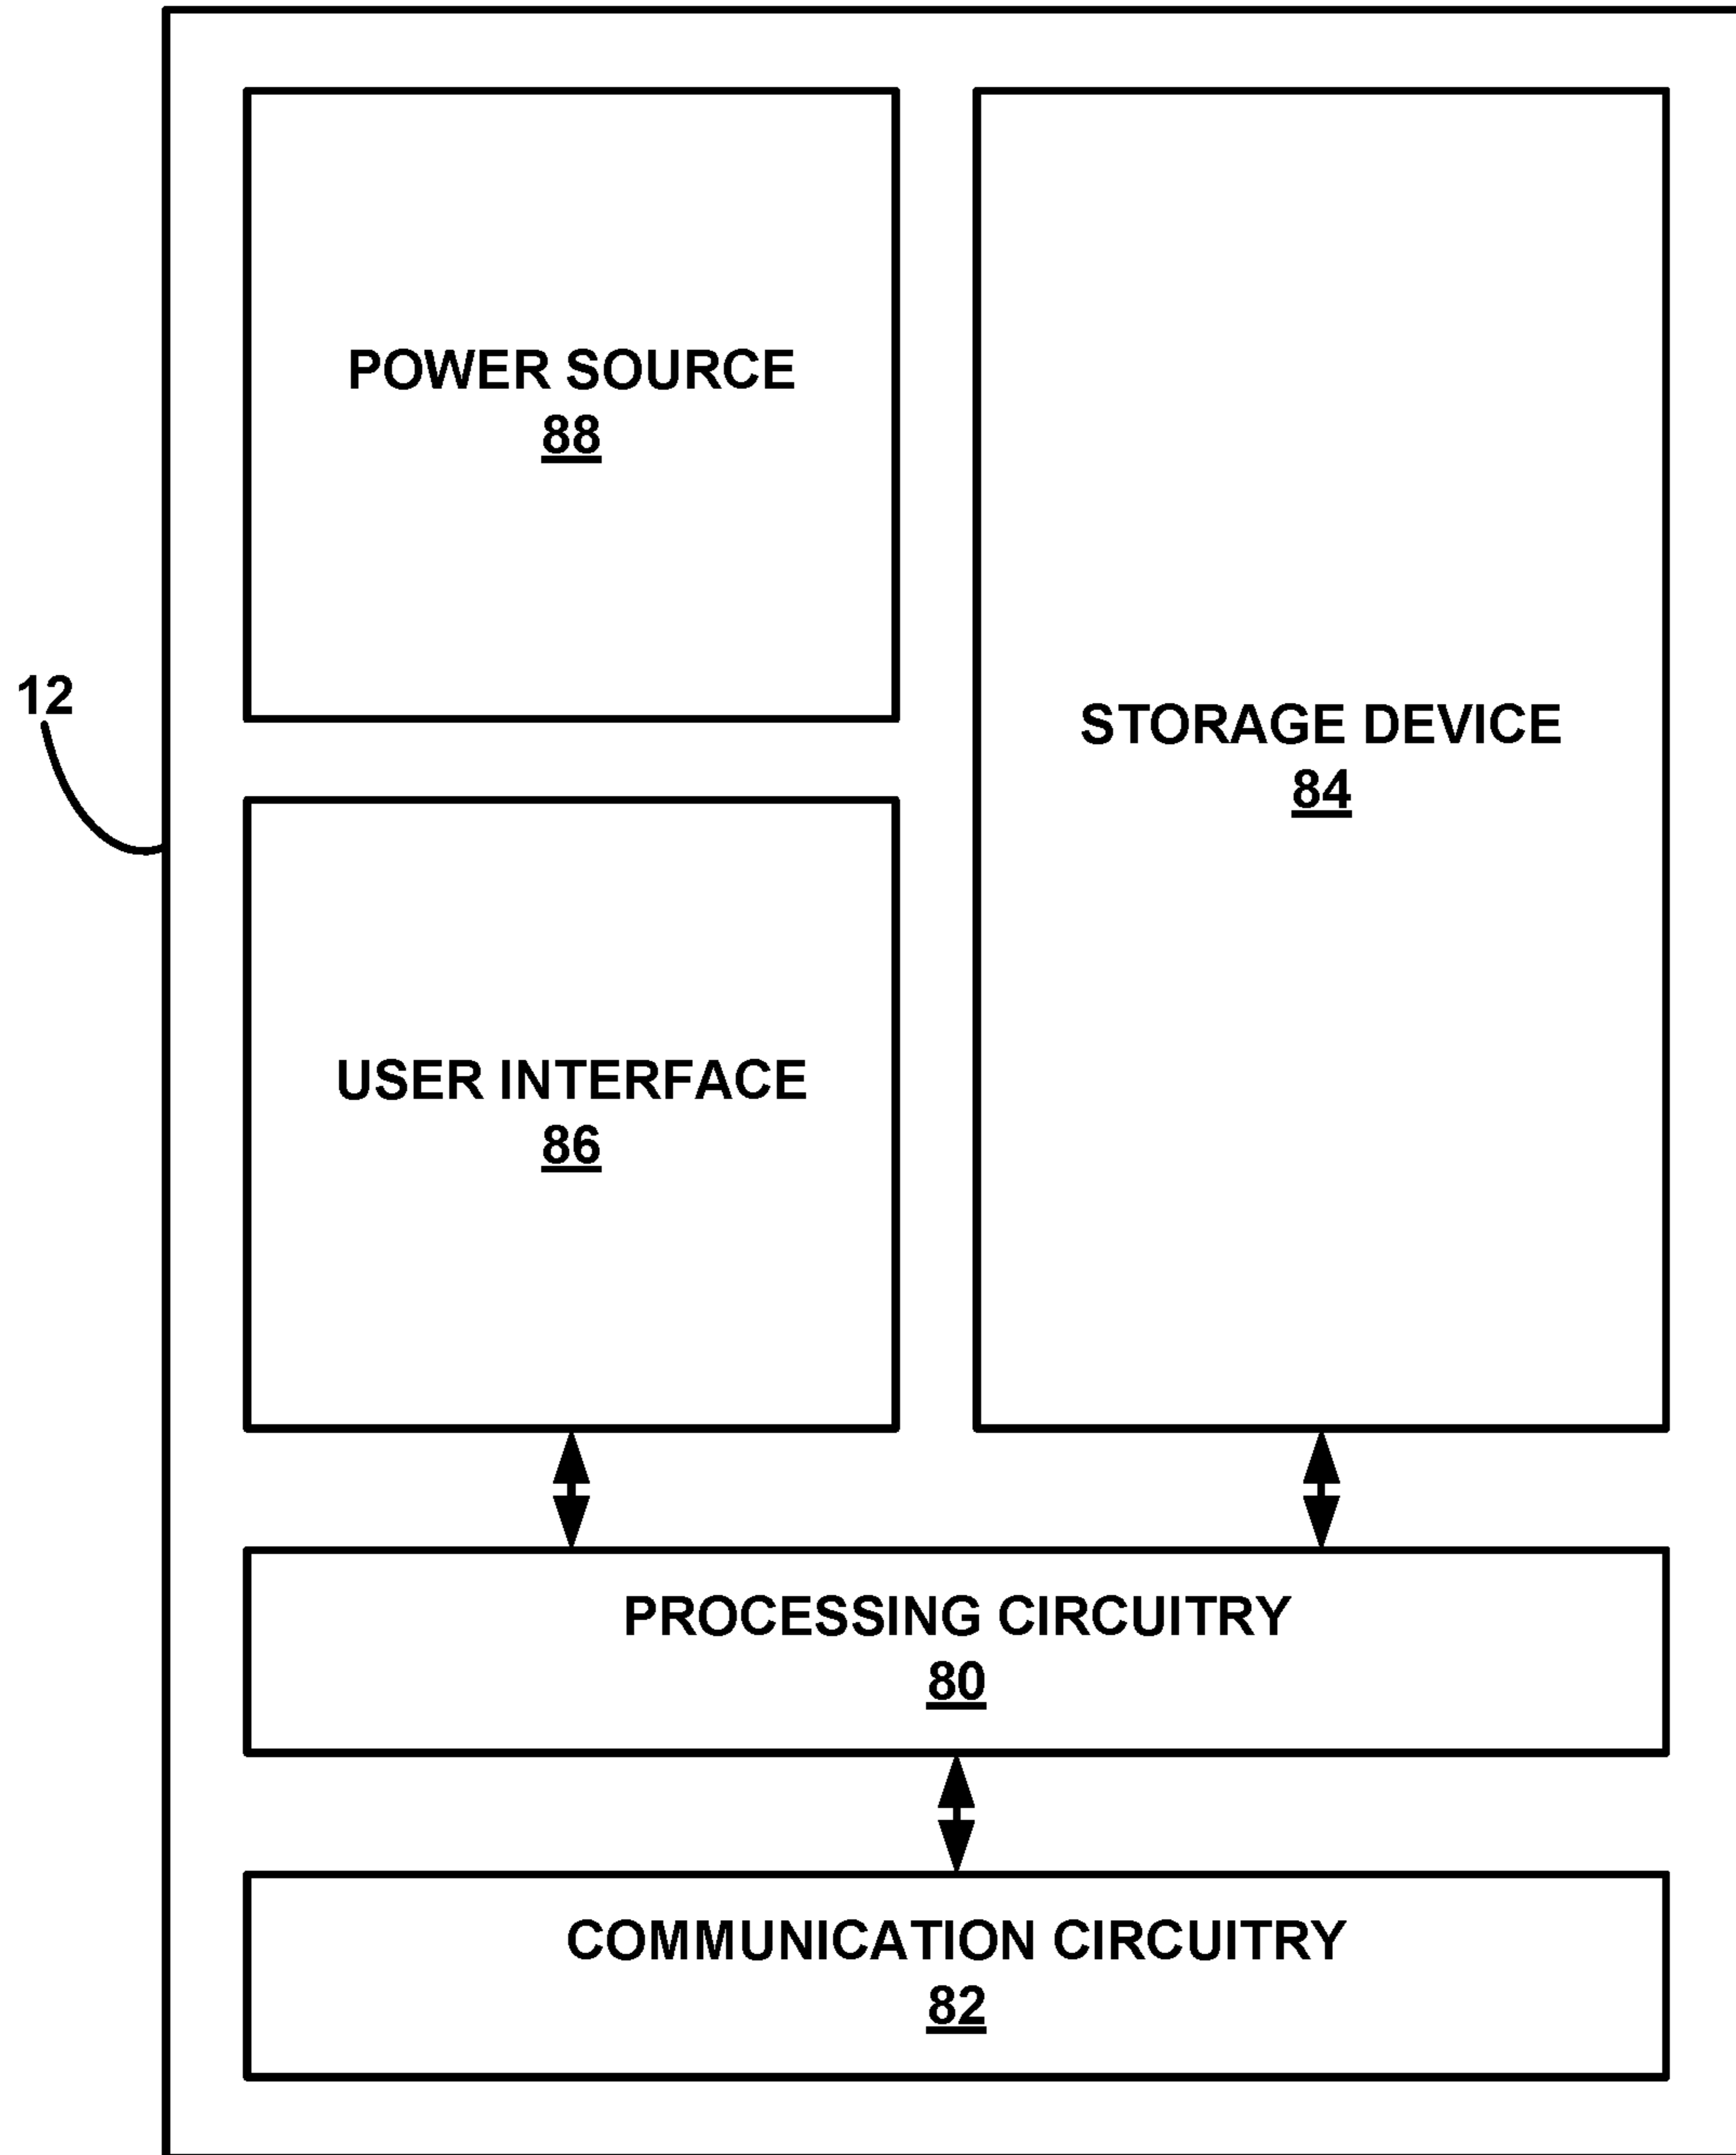 POWER SOURCE
88
STORAGE DEVICE
84
12
USER INTERFACE
86
PROCESSING CIRCUITRY
80
COMMUNICATION CIRCUITRY
82